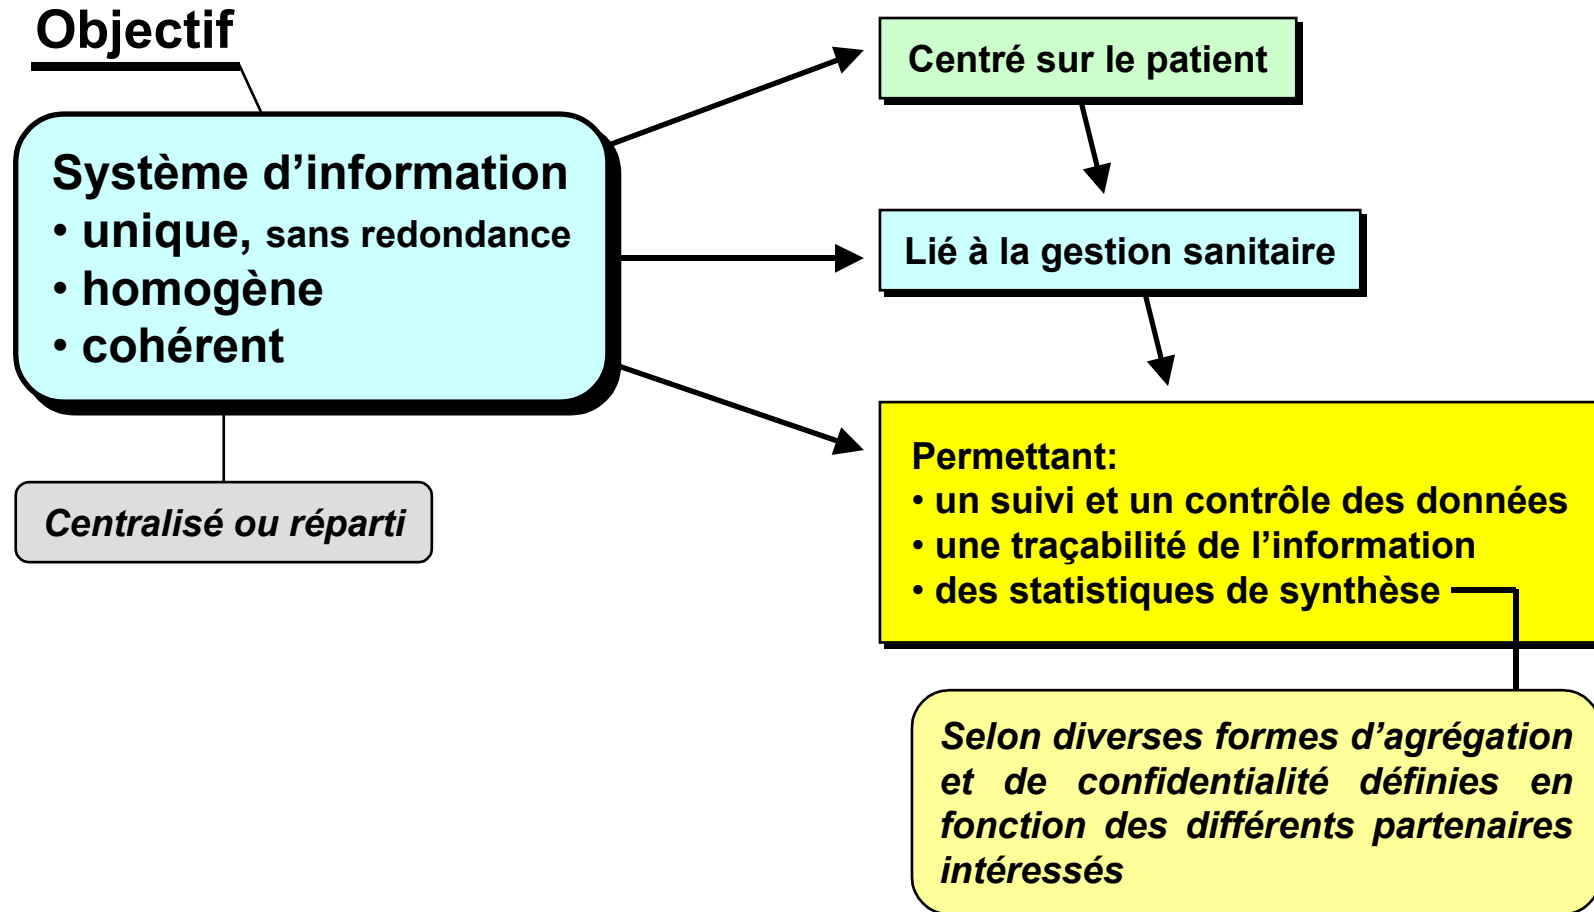 Objectif
Système d’information
• unique, sans redondance
• homogène
• cohérent
Centralisé ou réparti
Centré sur le patient
Lié à la gestion sanitaire
Permettant:
• un suivi et un contrôle des données
• une traçabilité de l’information
• des statistiques de synthèse
Selon diverses formes d’agrégation
et de confidentialité définies en
fonction des différents partenaires
intéressés